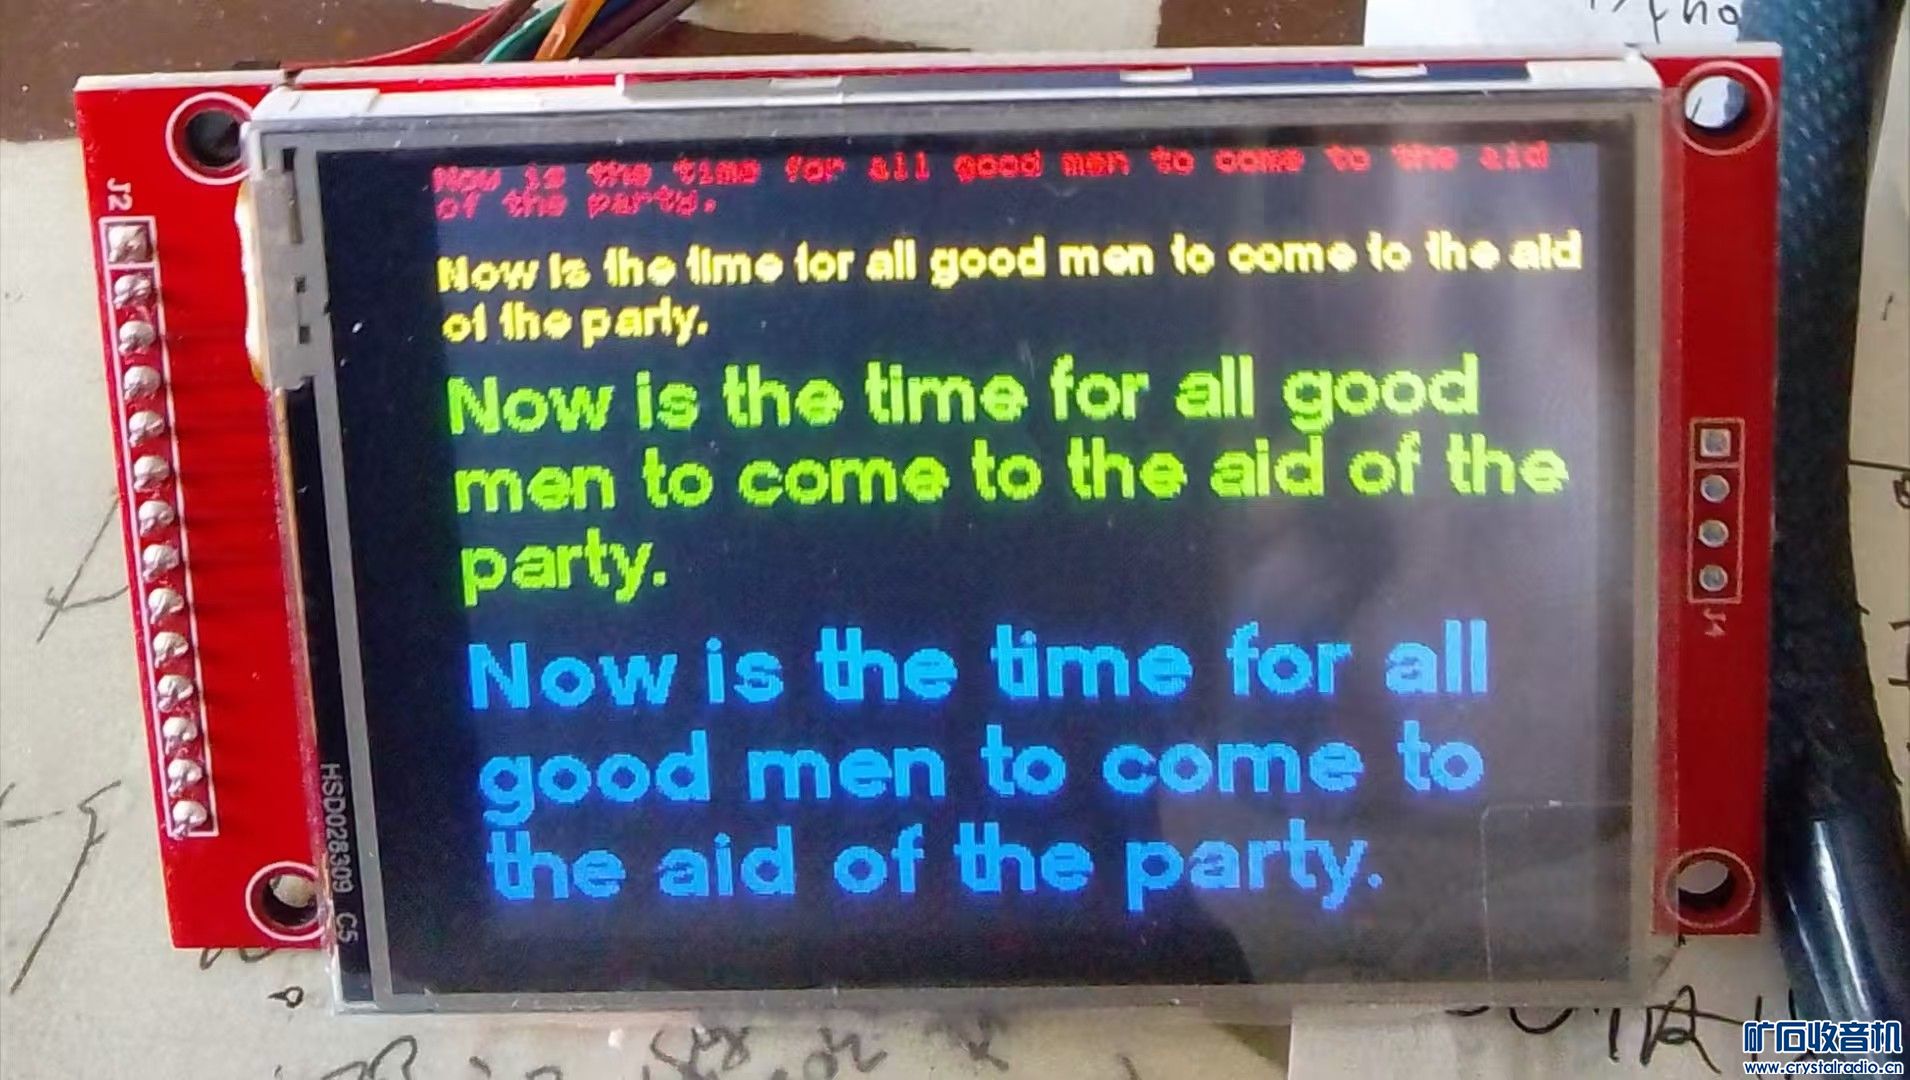 Now is the time for all good men to come to the aid
of the party.
Now is the time for all good men to come to the aid
of the party.
Now is the time for all good
men to come to the aid of the
party.
Now is the time for all
good men to come to
the aid of the party.
J2
J4
HSD028309 C5
矿石收音机
www.crystalradio.cn